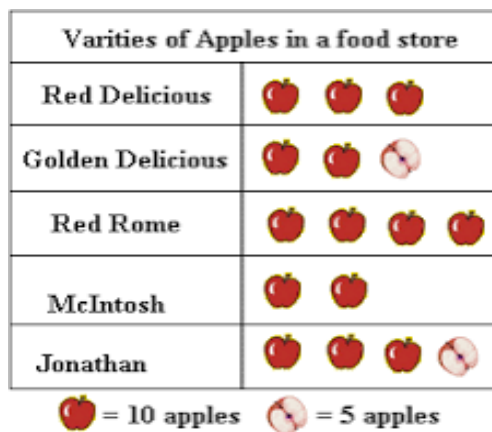 Varities of Apples in a food store
Red Delicious
Golden Delicious
Red Rome
McIntosh
Jonathan
= 10 apples = 5 apples